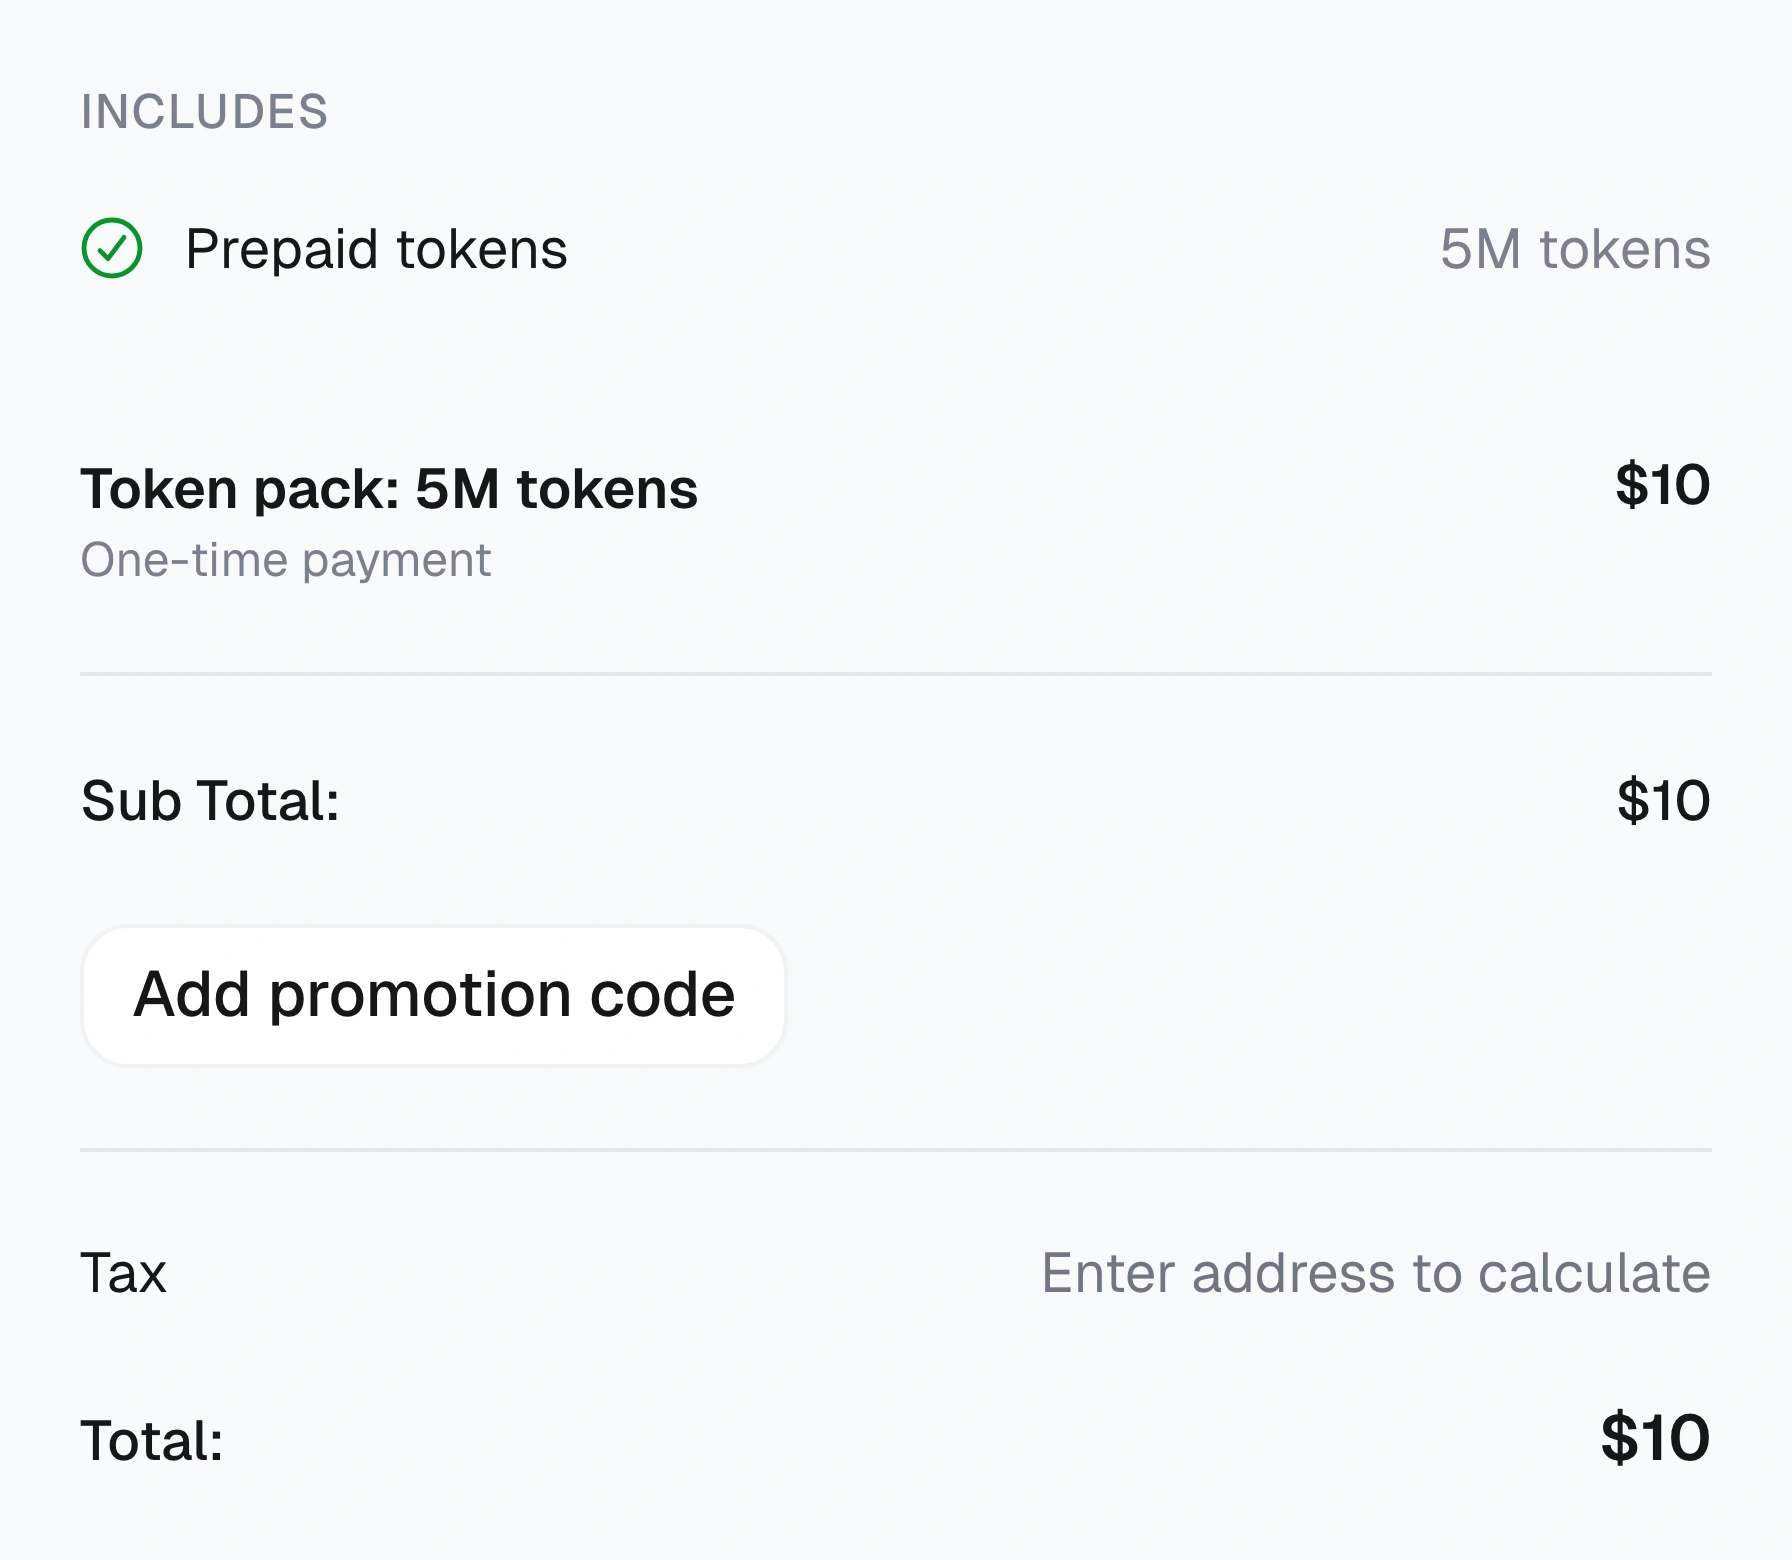 INCLUDES
Prepaid tokens 5M tokens
Token pack: 5M tokens $10
One-time payment
Sub Total: $10
Add promotion code
Tax Enter address to calculate
Total: $10